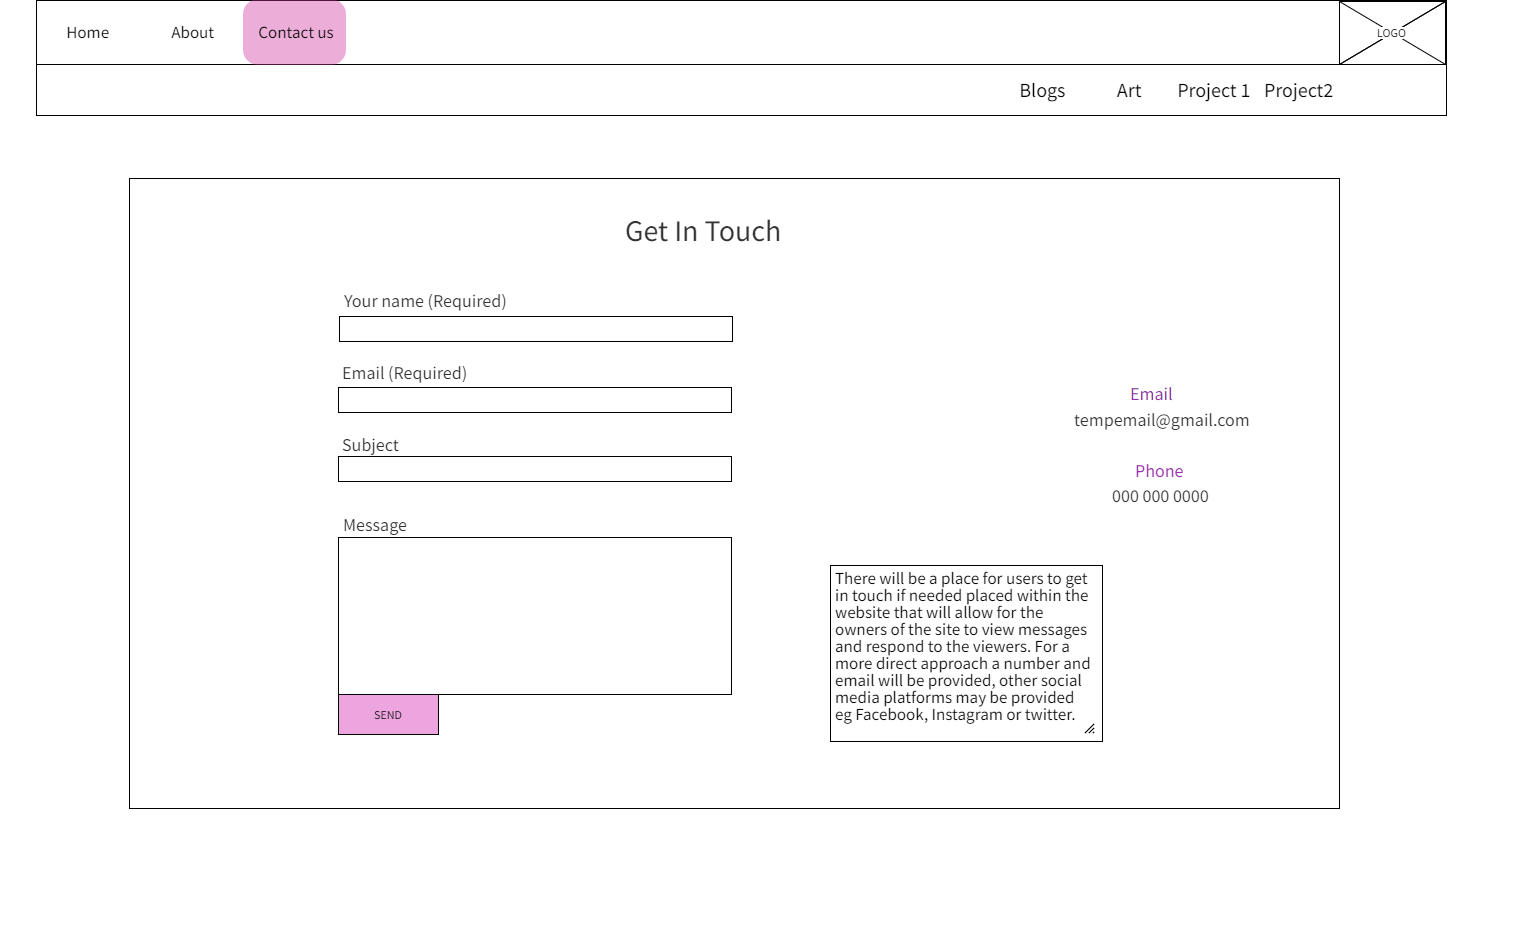 Home About Contact us LOGO
Blogs Art Project 1 Project2
Get In Touch
Your name (Required)
Email (Required)
Subject
Message
SEND
Email
tempemail@gmail.com
Phone
000 000 0000
There will be a place for users to get
in touch if needed placed within the
website that will allow for the
owners of the site to view messages
and respond to the viewers. For a
more direct approach a number and
email will be provided, other social
media platforms may be provided
eg Facebook, Instagram or twitter.